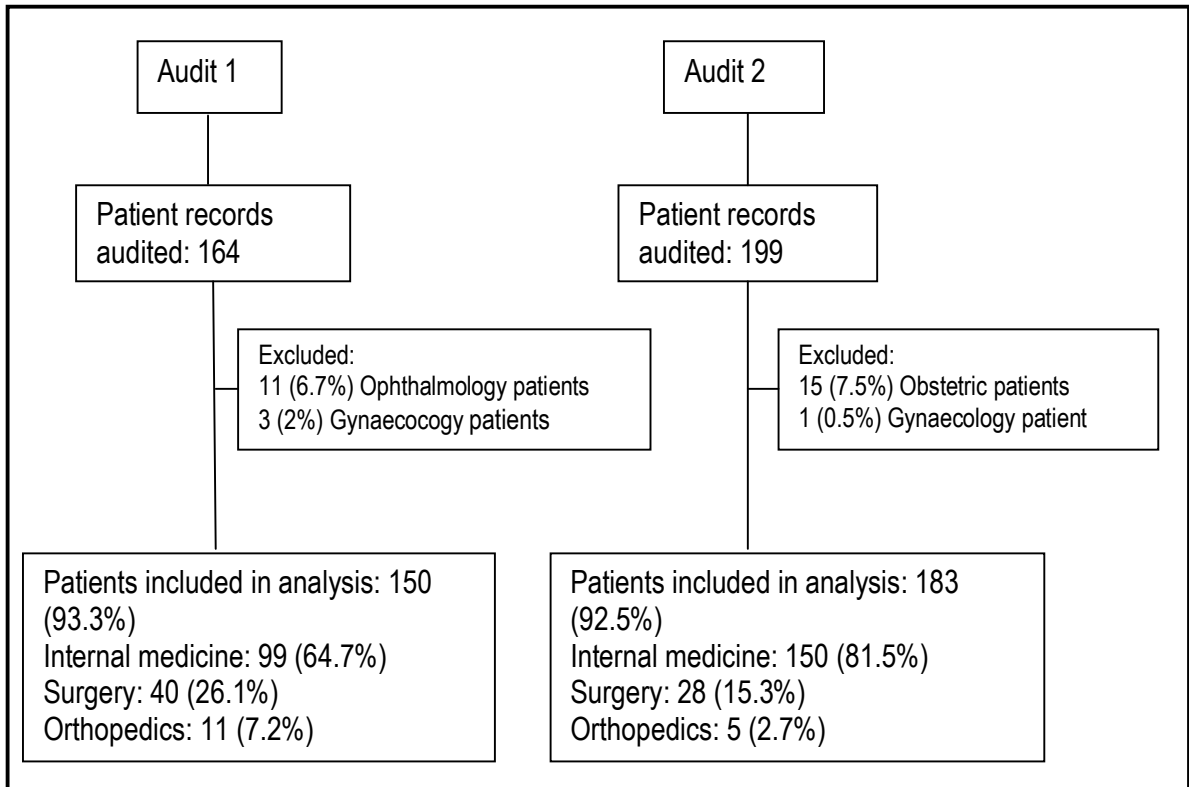 Audit 1
Patient records
audited: 164
Excluded:
11 (6.7%) Ophthalmology patients
3 (2%) Gynaecocogy patients
Patients included in analysis: 150
(93.3%)
Internal medicine: 99 (64.7%)
Surgery: 40 (26.1%)
Orthopedics: 11 (7.2%)
Audit 2
Patient records
audited: 199
Excluded:
15 (7.5%) Obstetric patients
1 (0.5%) Gynaecology patient
Patients included in analysis: 183
(92.5%)
Internal medicine: 150 (81.5%)
Surgery: 28 (15.3%)
Orthopedics: 5 (2.7%)